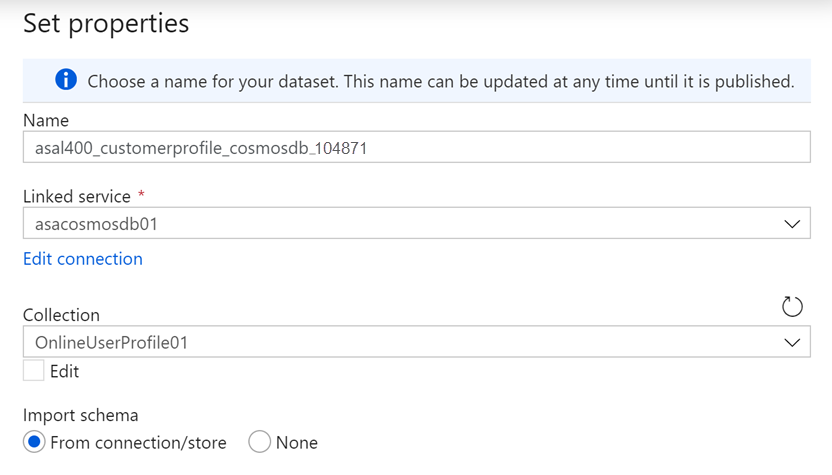 Set properties
Choose a name for your dataset. This name can be updated at any time until it is published.
Name
asal400_customerprofile_cosmosdb_104871
Linked service *
asacosmosdb01
Edit connection
Collection
OnlineUserProfile01
Edit
Import schema
From connection/store None